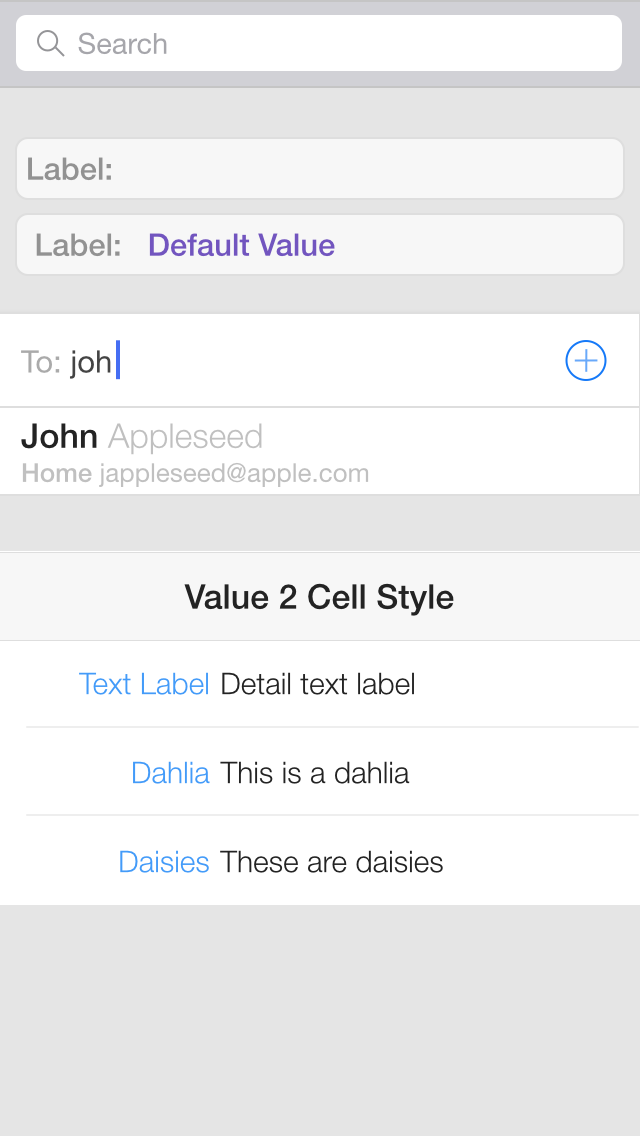 Search
Label:
Label: Default Value
To: joh
John Appleseed
Home jappleseed@apple.com
Value 2 Cell Style
Text Label Detail text label
Dahlia This is a dahlia
Daisies These are daisies